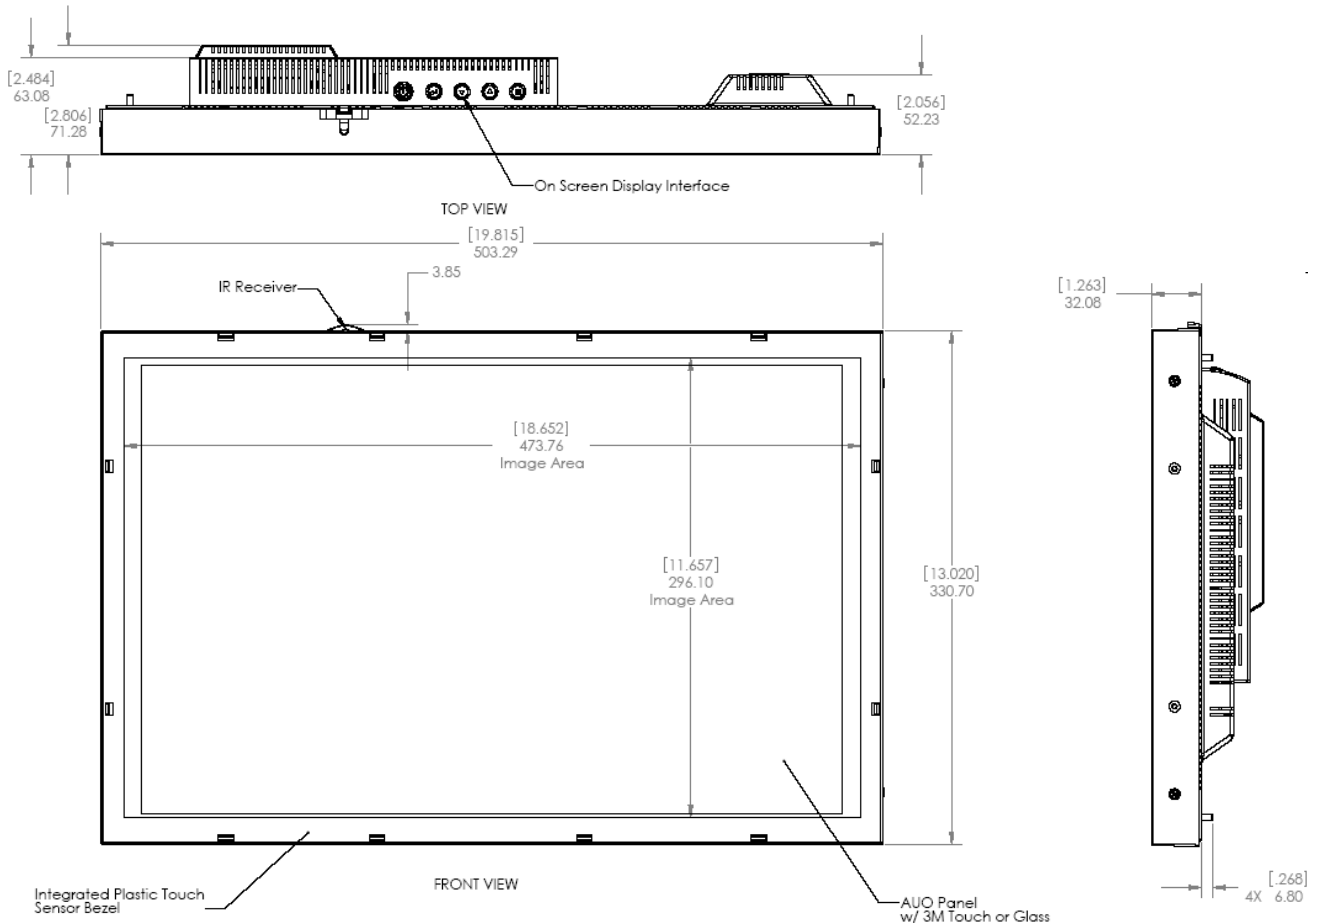 [2.484]
63.08
[2.806]
71.28
[2.056]
52.23
On Screen Display Interface
TOP VIEW
[19.815]
503.29
3.85
IR Receiver
[1.263]
32.08
[18.652]
473.76
Image Area
[11.657]
296.10
Image Area
[13.020]
330.70
FRONT VIEW
Integrated Plastic Touch
Sensor Bezel
AUO Panel
w/ 3M Touch or Glass
[.268]
4X 6.80